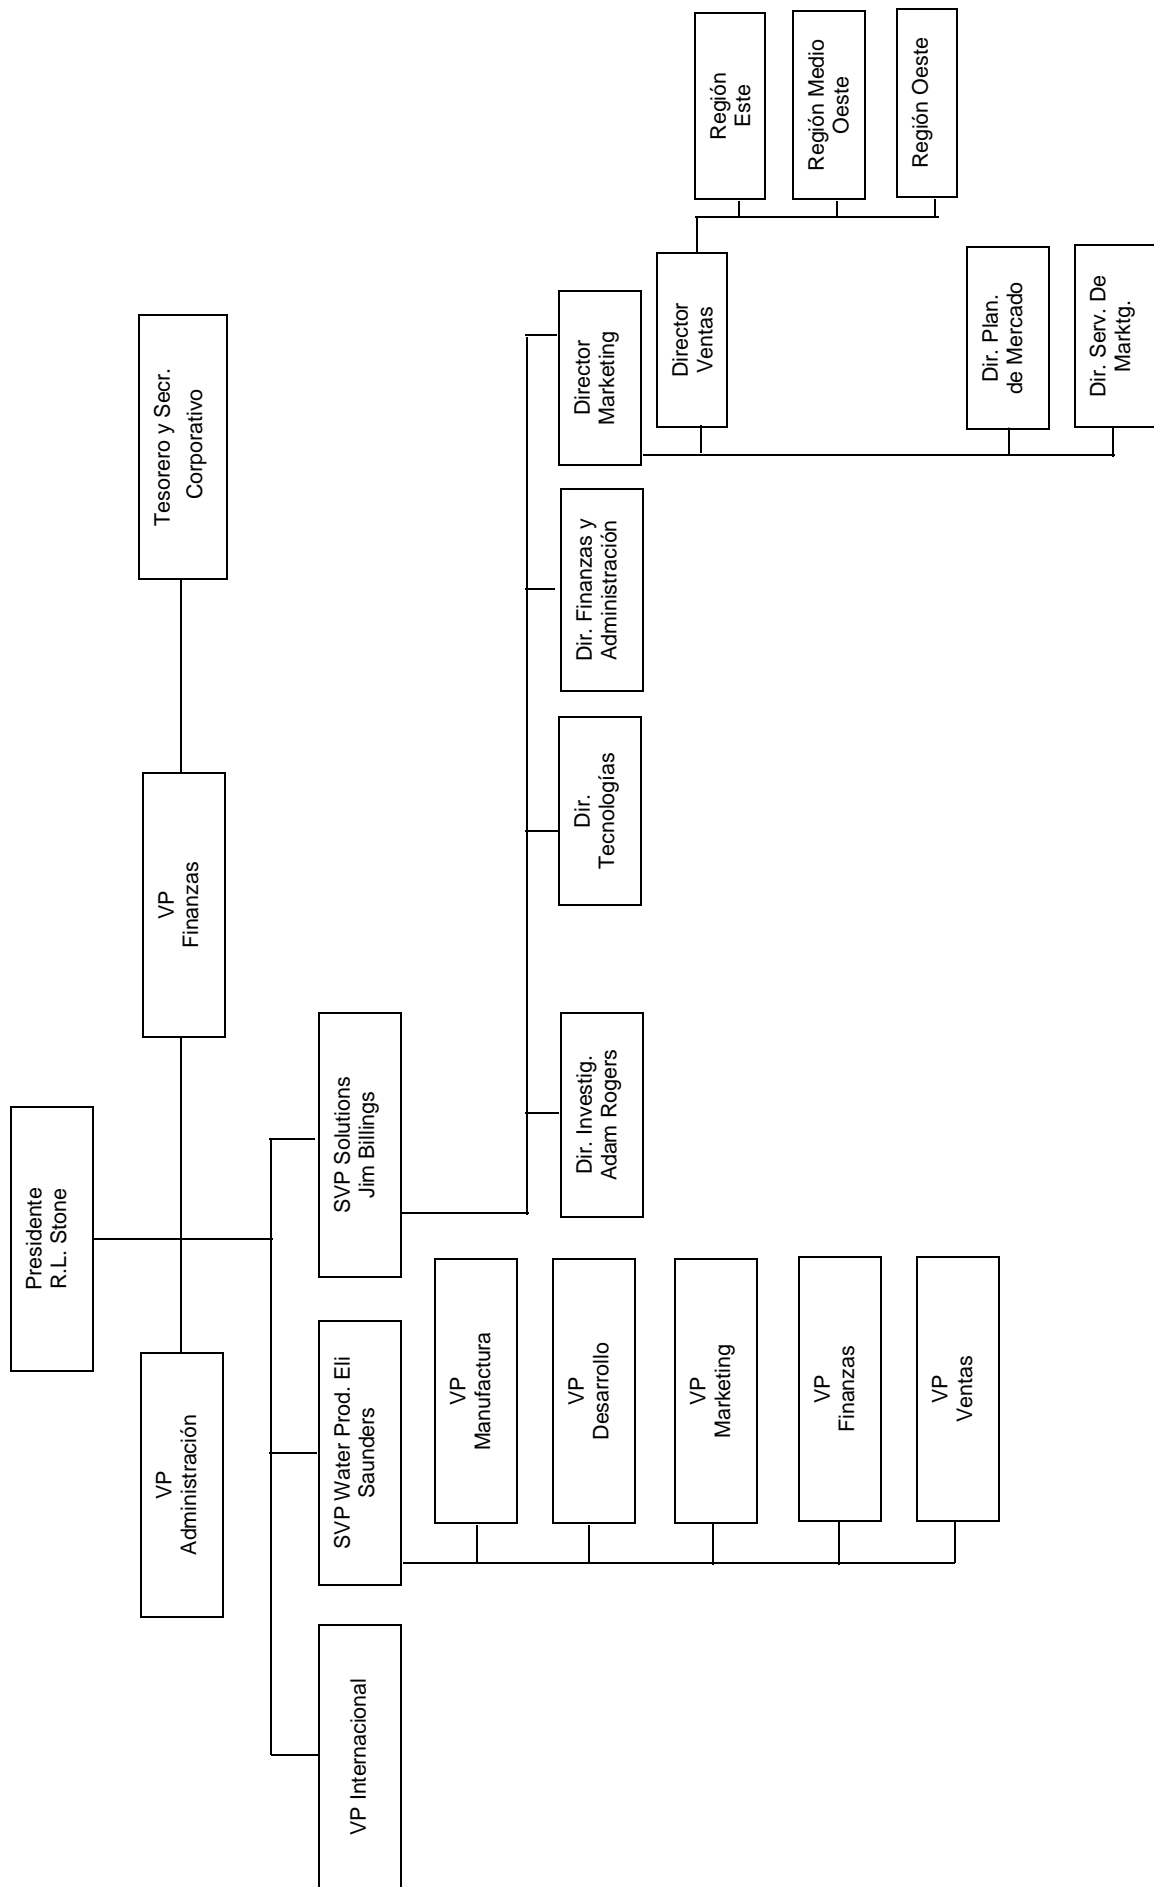 Presidente
R.L. Stone
VP
Administración
VP
Finanzas
Tesorero y Secr.
Corporativo
VP Internacional
SVP Water Prod. Eli
Saunders
SVP Solutions
Jim Billings
VP
Manufactura
VP
Desarrollo
VP
Marketing
VP
Finanzas
VP
Ventas
Dir. Investig.
Adam Rogers
Dir.
Tecnologías
Dir. Finanzas y
Administración
Director
Marketing
Director
Ventas
Región
Este
Región Medio
Oeste
Región Oeste
Dir. Plan.
de Mercado
Dir. Serv. De
Marktg.